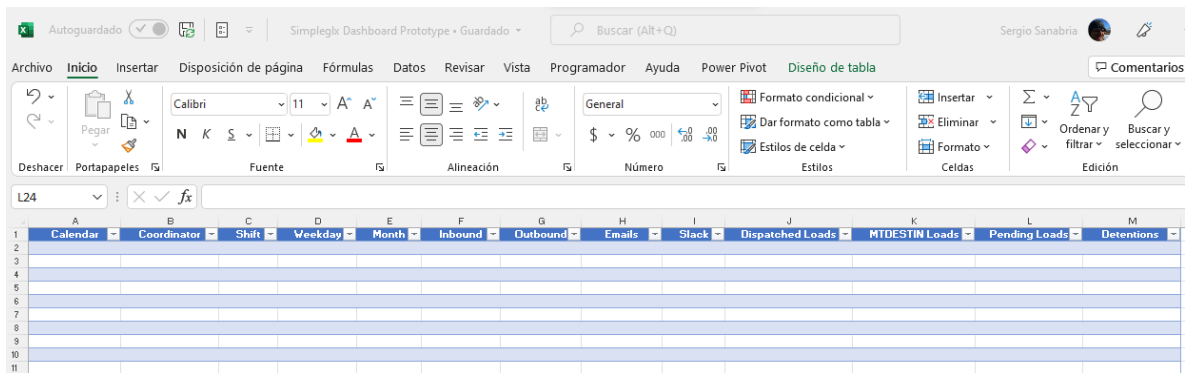 Autoguardado Simpleglx Dashboard Prototype • Guardado Buscar (Alt+Q) Sergio Sanabria
Archivo Inicio Insertar Disposición de página Fórmulas Datos Revisar Vista Programador Ayuda Power Pivot Diseño de tabla Comentarios
Pegar
Calibri 11 A A ab General Formato condicional Insertar
N K S A $ % 000 Dar formato como tabla Eliminar Ordenar y filtrar Buscar y seleccionar
Estilos de celda Formato
Deshacer Portapapeles Fuente Alineación Número Estilos Celdas Edición
L24 fx
A B C D E F G H I J K L M
1 Calendar Coordinator Shift Weekday Month Inbound Outbound Emails Slack Dispatched Loads MTDESTIN Loads Pending Loads Detentions
2
3
4
5
6
7
8
9
10
11